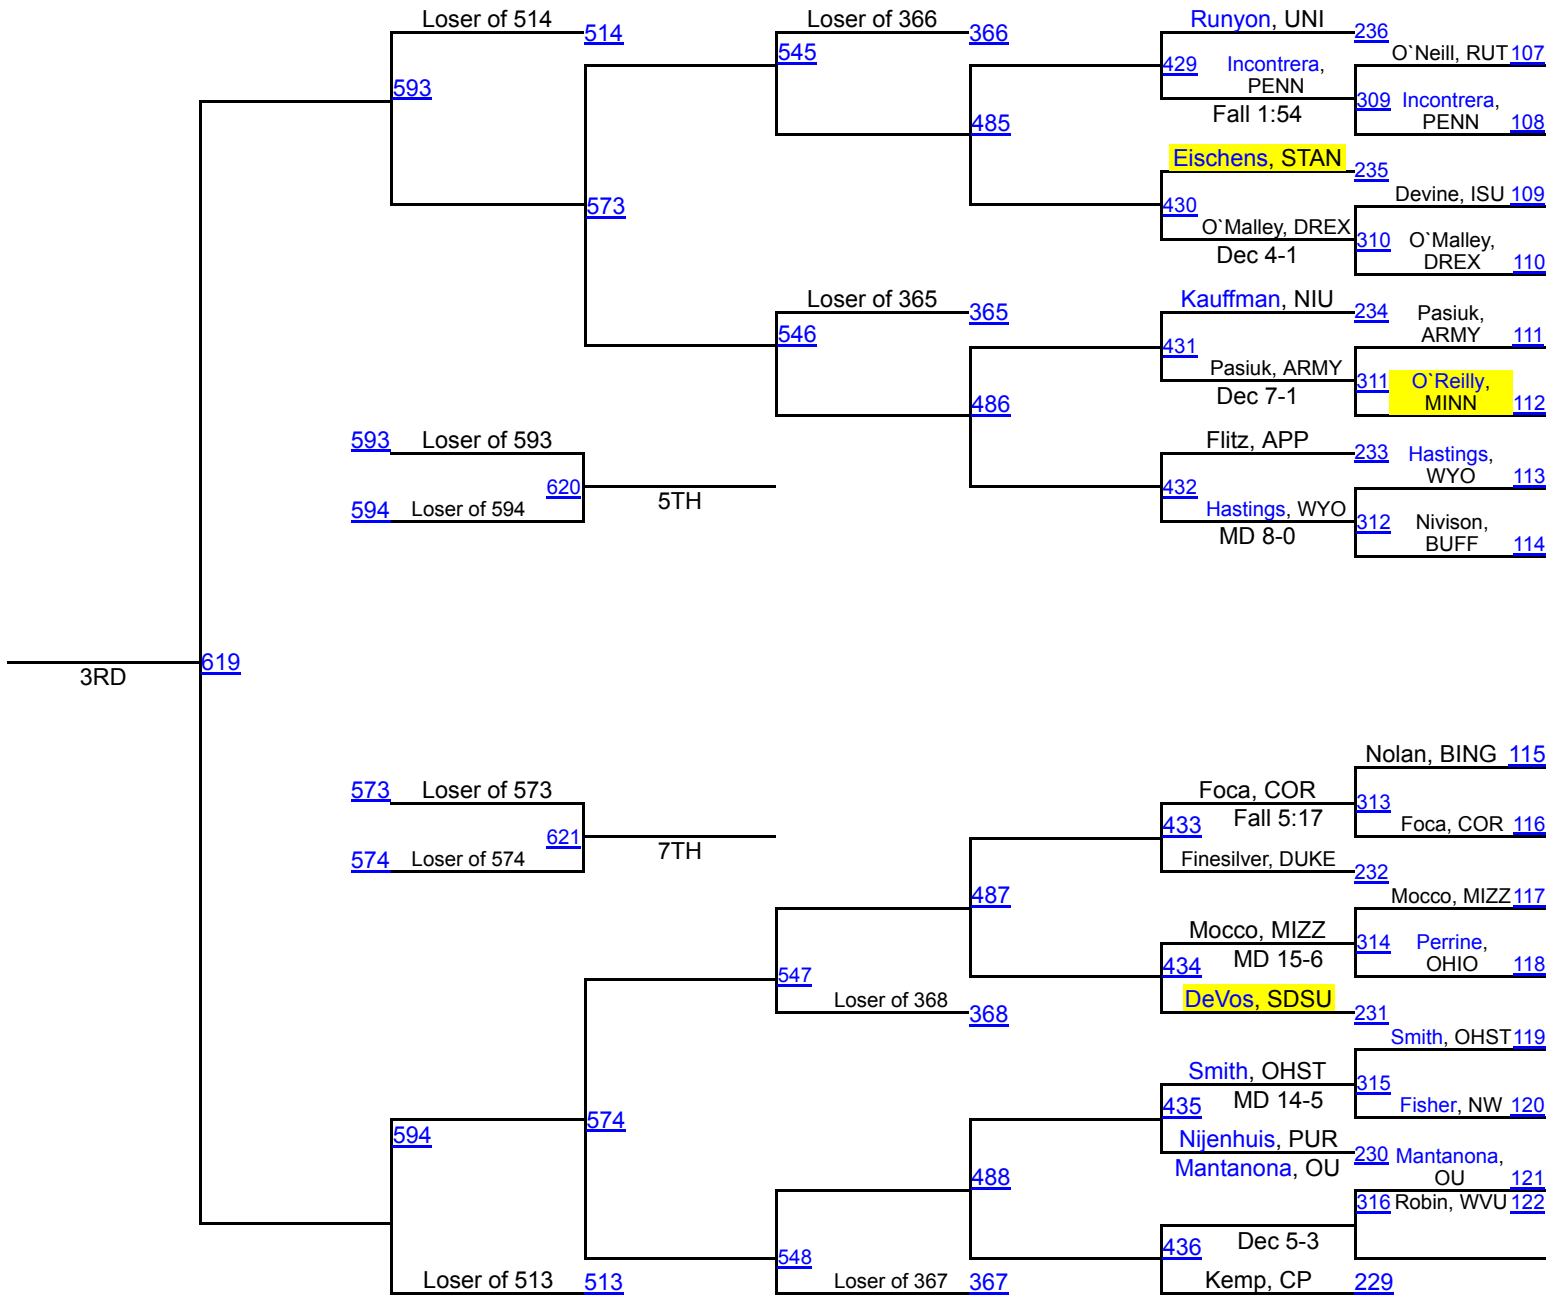 Loser of 514
514
593
Loser of 366
366
545
Runyon, UNI
236
O`Neill, RUT 107
429
Incontrera,
PENN
Fall 1:54
309
Incontrera,
PENN
108
485
Eischens, STAN
235
Devine, ISU 109
573
430
O`Malley, DREX
Dec 4-1
310
O`Malley,
DREX
110
Loser of 365
365
546
Kauffman, NIU
234
Pasiuk,
ARMY
111
431
Pasiuk, ARMY
Dec 7-1
311
O`Reilly,
MINN
112
486
593 Loser of 593
620
594 Loser of 594
5TH
Flitz, APP
233
Hastings,
WYO
113
432
Hastings, WYO
MD 8-0
312
Nivison,
BUFF
114
3RD
619
Nolan, BING 115
573 Loser of 573
621
574 Loser of 574
7TH
Foca, COR
Fall 5:17
313
Foca, COR 116
433
Finesilver, DUKE
232
487
Mocco, MIZZ 117
Mocco, MIZZ
MD 15-6
314
Perrine,
OHIO
118
434
547
DeVos, SDSU
231
Loser of 368
368
Smith, OHST 119
Smith, OHST
MD 14-5
315
Fisher, NW 120
435
574
594
Nijenhuis, PUR
230
Mantanona, OU
Mantanona,
OU
121
488
316
Robin, WVU 122
Dec 5-3
436
548
Loser of 513
513
Loser of 367
367
Kemp, CP
229